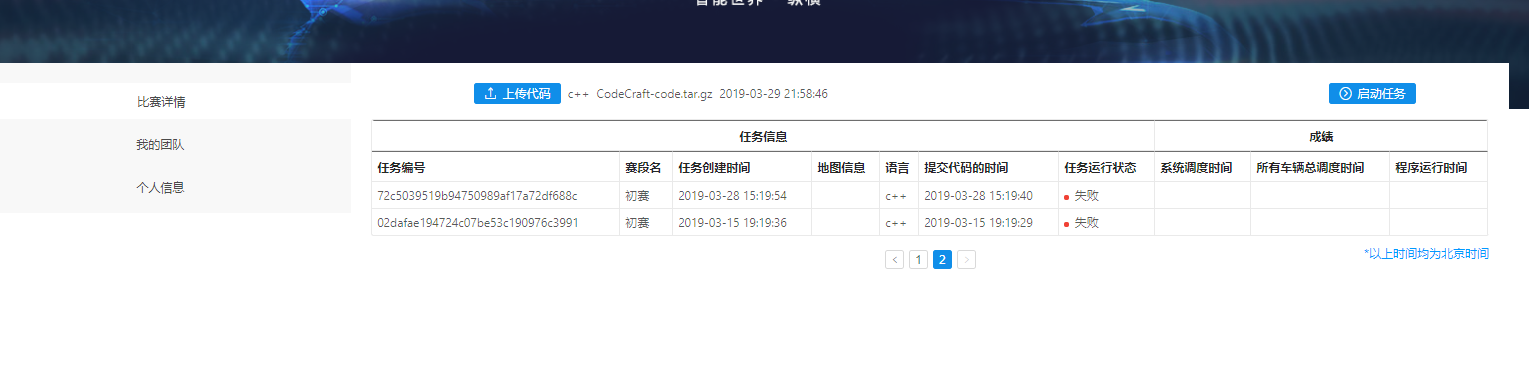 智能世界 纵横
上传代码 c++ CodeCraft-code.tar.gz 2019-03-29 21:58:46 启动任务
比赛详情
我的团队
个人信息
任务信息 成绩
任务编号 赛段名 任务创建时间 地图信息 语言 提交代码的时间 任务运行状态 系统调度时间 所有车辆总调度时间 程序运行时间
72c5039519b94750989af17a72df688c 初赛 2019-03-28 15:19:54 c++ 2019-03-28 15:19:40 失败
02dafae194724c07be53c190976c3991 初赛 2019-03-15 19:19:36 c++ 2019-03-15 19:19:29 失败
< 1 2 >
*以上时间均为北京时间